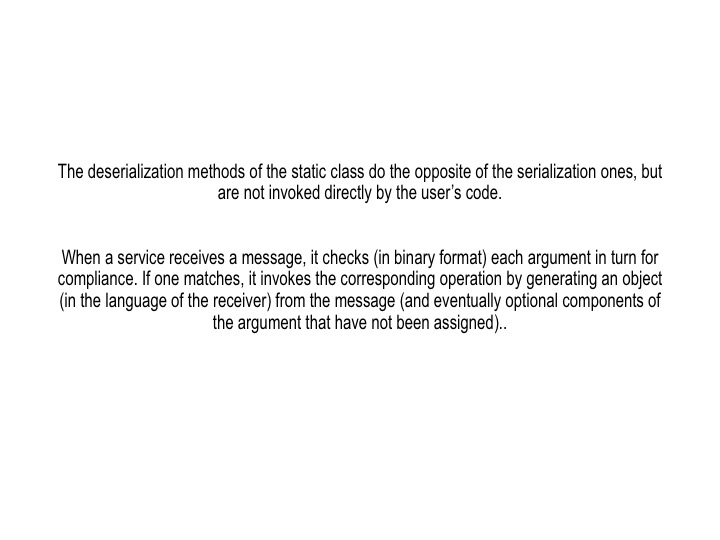 The deserialization methods of the static class do the opposite of the serialization ones, but
are not invoked directly by the user’s code.
When a service receives a message, it checks (in binary format) each argument in turn for
compliance. If one matches, it invokes the corresponding operation by generating an object
(in the language of the receiver) from the message (and eventually optional components of
the argument that have not been assigned)..